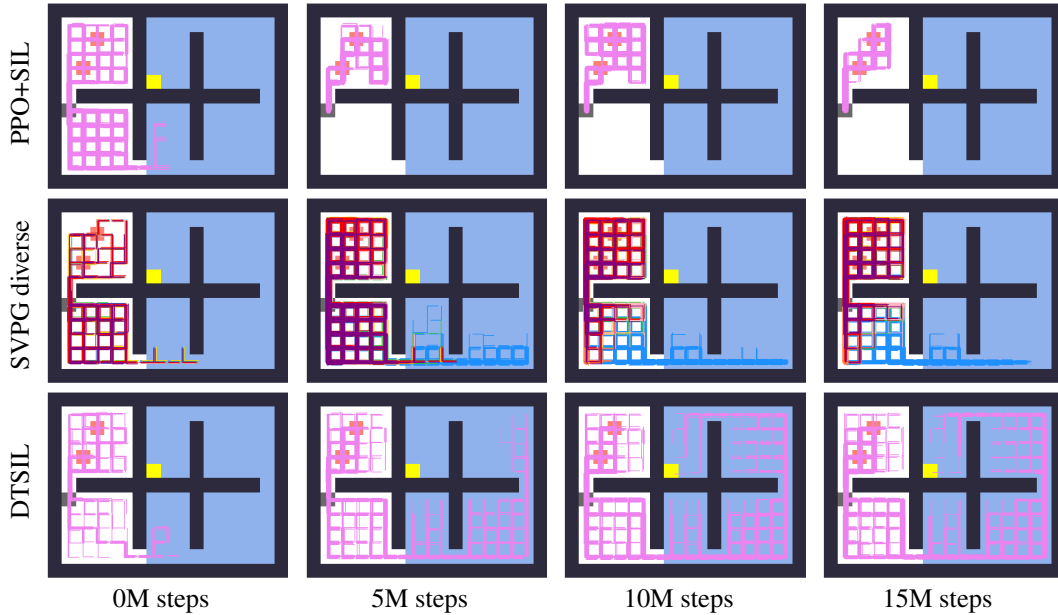 PPO+SIL
SVPG diverse
DTSIL
0M steps
5M steps
10M steps
15M steps